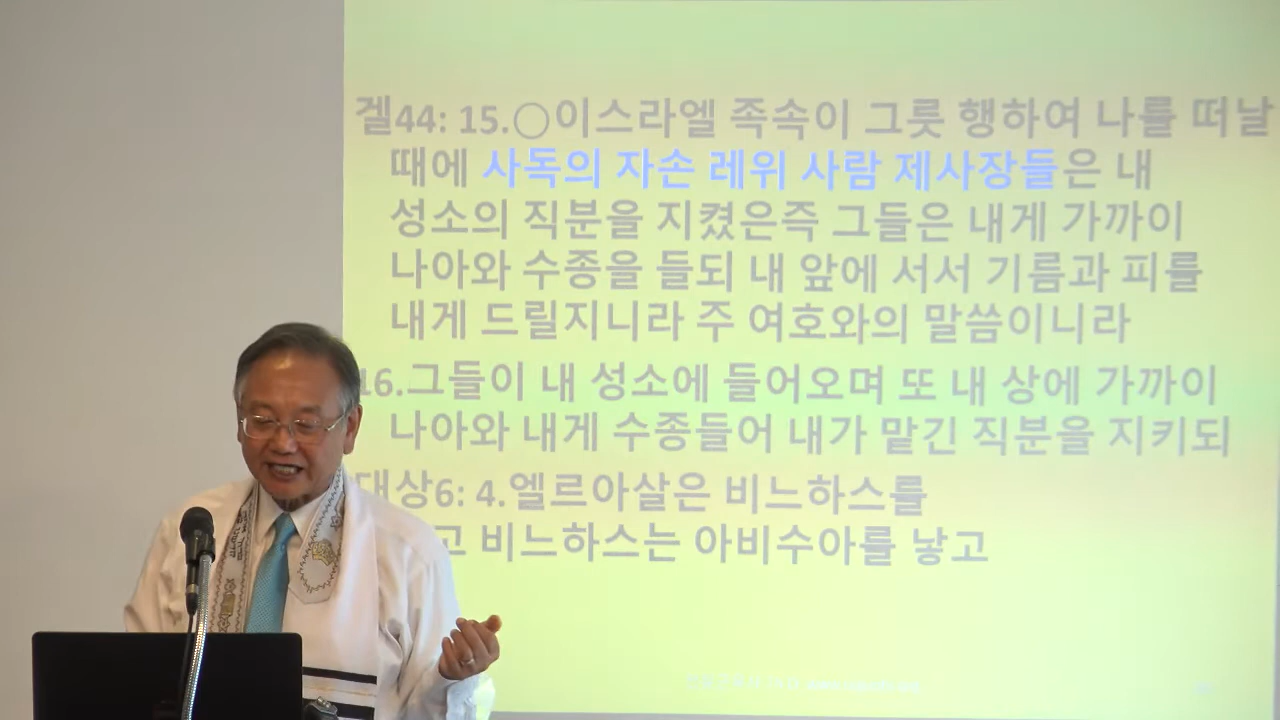 겔44: 15.○이스라엘 족속이 그릇 행하여 나를 떠날
때에 사독의 자손 레위 사람 제사장들은 내
성소의 직분을 지켰은즉 그들은 내게 가까이
나아와 수종을 들되 내 앞에 서서 기름과 피를
내게 드릴지니라 주 여호와의 말씀이니라
16.그들이 내 성소에 들어오며 또 내 상에 가까이
나아와 내게 수종들어 내가 맡긴 직분을 지키되
대상6: 4.엘르아살은 비느하스를
고 비느하스는 아비수아를 낳고